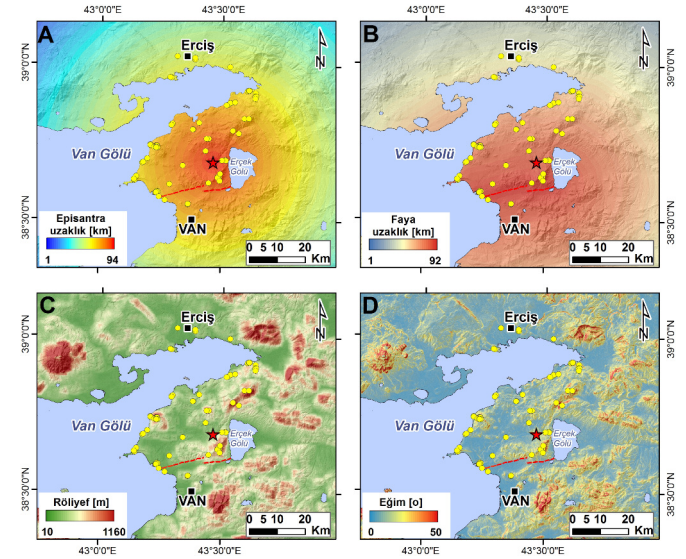 43°0'0"E
43°30'0"E
43°0'0"E
43°30'0"E
A
Erciş
N
B
Erciş
N
39°0'0"N
39°0'0"N
Van Gölü
Erçek
Gölü
Van Gölü
Erçek
Gölü
38°30'0"N
38°30'0"N
Episantra
uzaklık [km]
1 94
VAN
0 5 10 20
Km
Faya
uzaklık [km]
1 92
VAN
0 5 10 20
Km
C
Erciş
N
D
Erciş
N
39°0'0"N
39°0'0"N
Van Gölü
Erçek
Gölü
Van Gölü
Erçek
Gölü
38°30'0"N
38°30'0"N
Röliyef [m]
10 1160
VAN
0 5 10 20
Km
Eğim [o]
0 50
VAN
0 5 10 20
Km
43°0'0"E
43°30'0"E
43°0'0"E
43°30'0"E